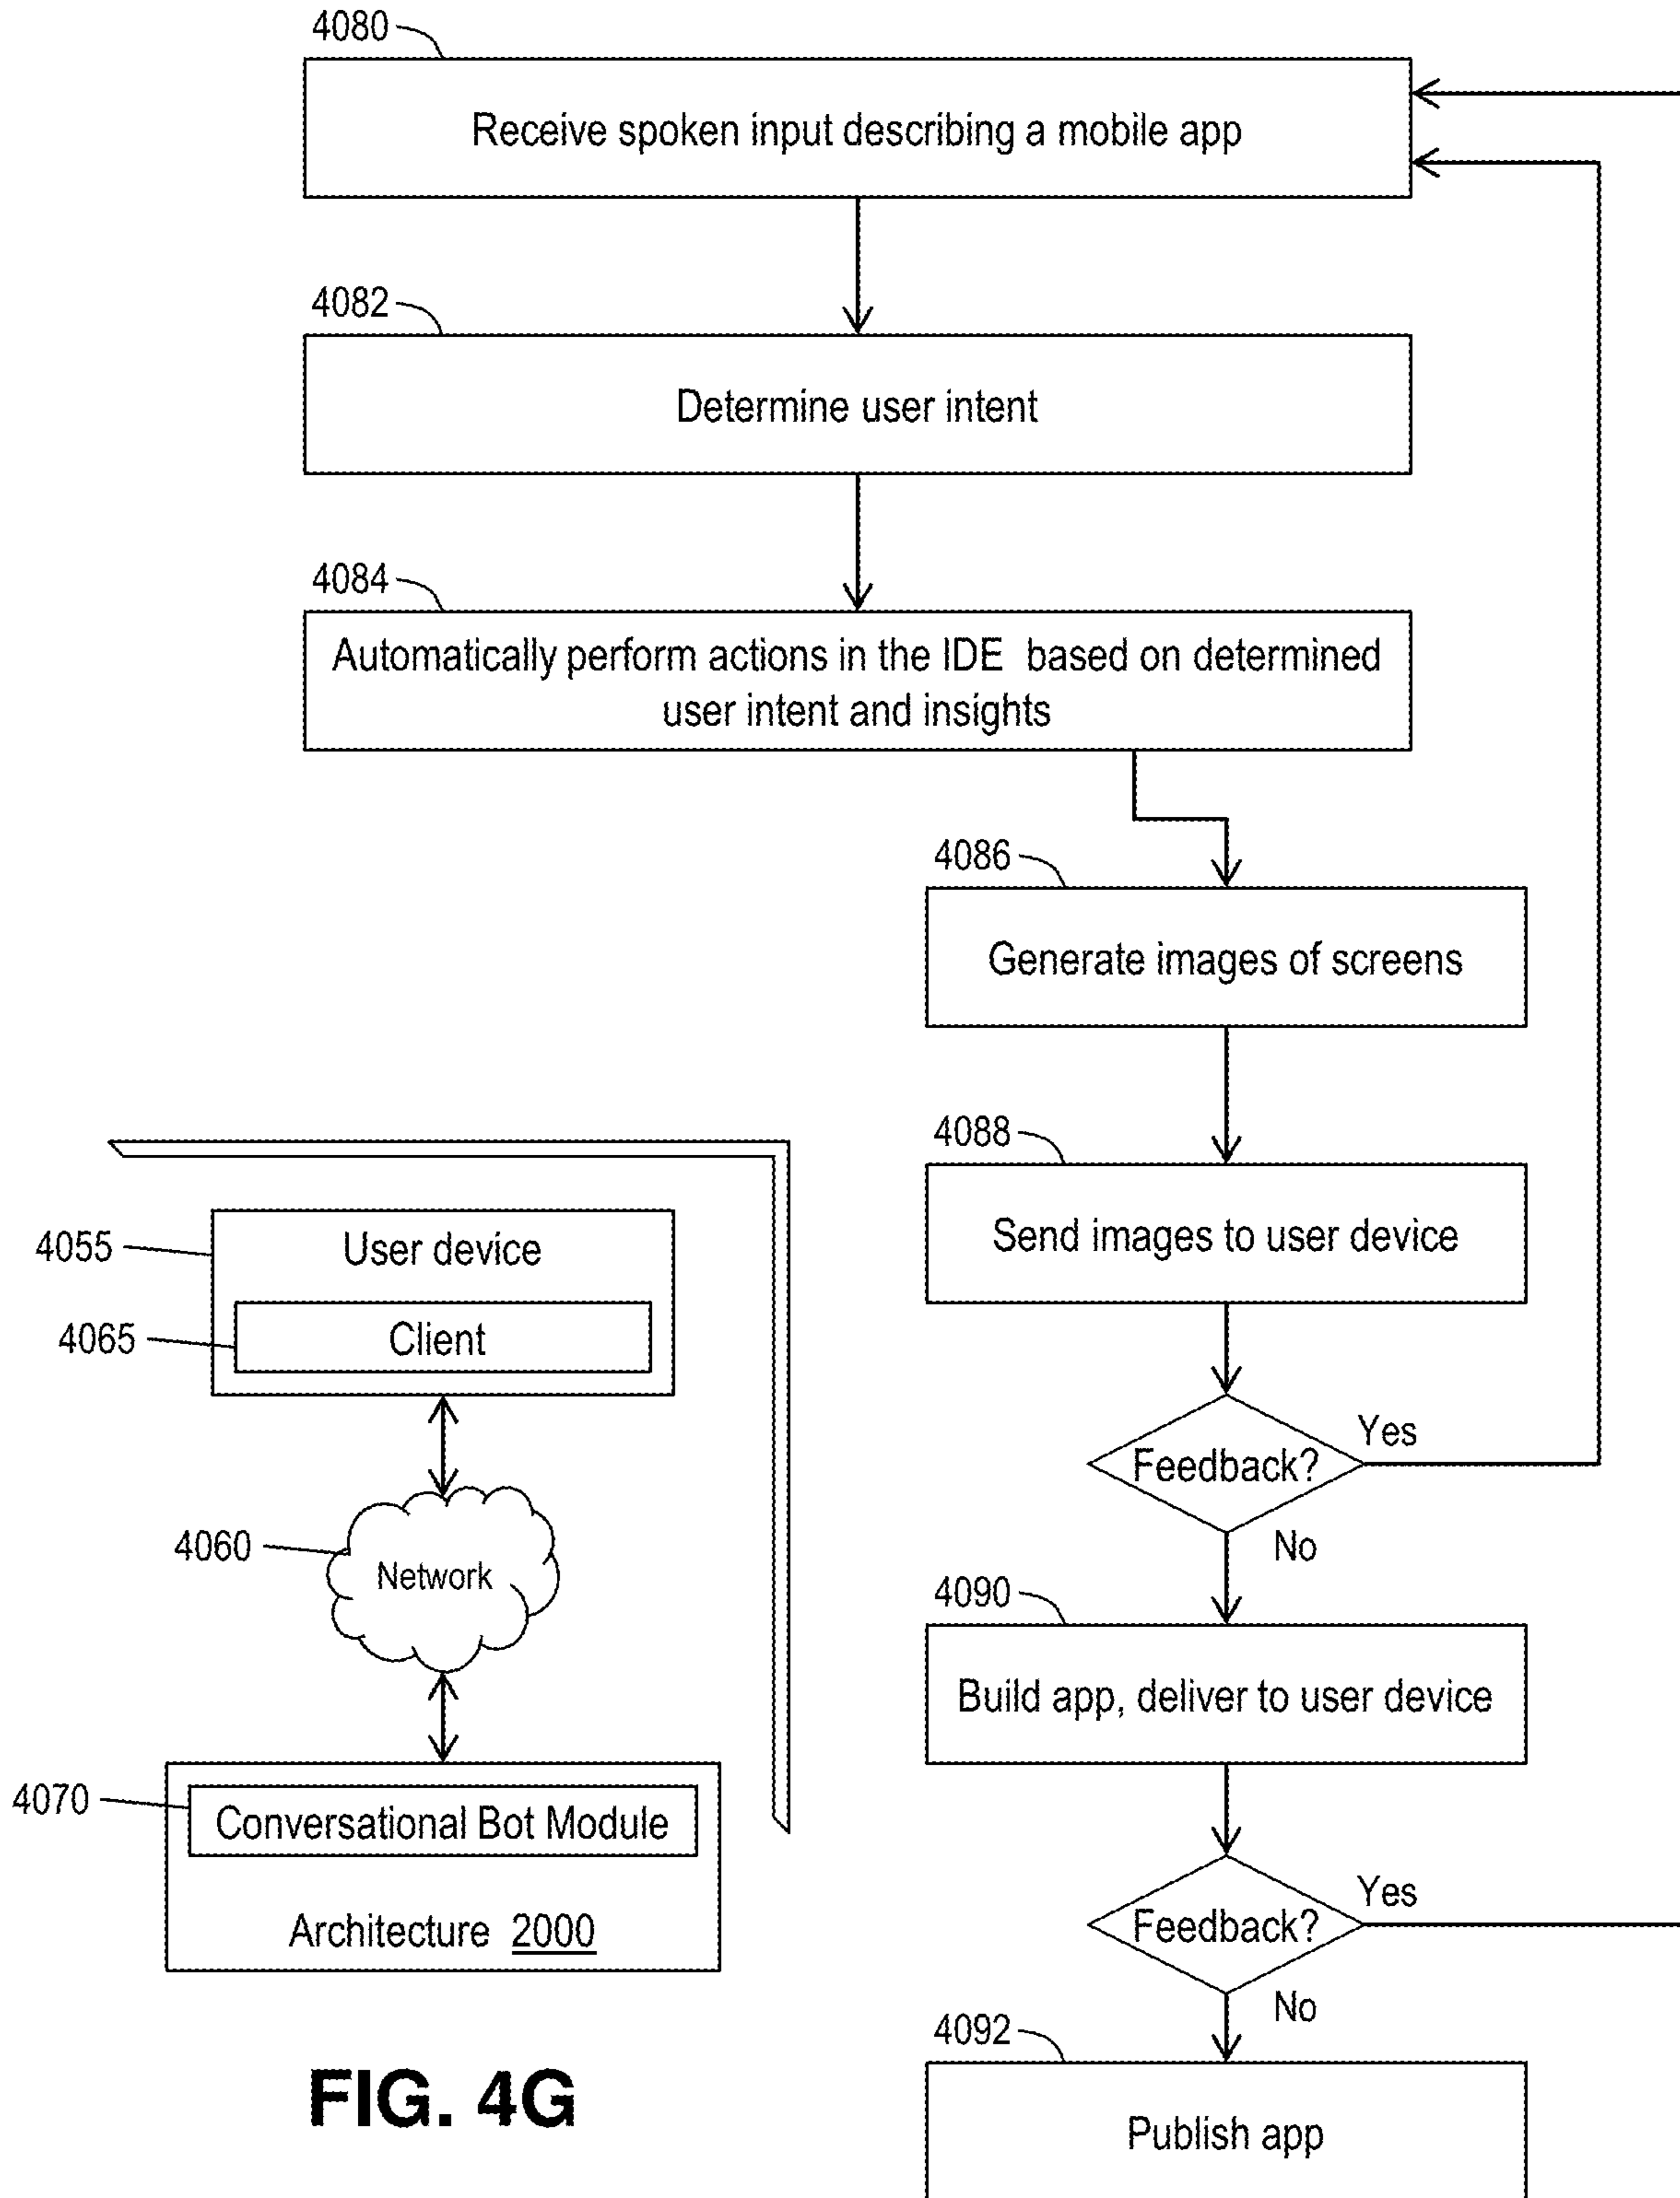 4080
Receive spoken input describing a mobile app
4082
Determine user intent
4084
Automatically perform actions in the IDE based on determined
user intent and insights
4086
Generate images of screens
4088
Send images to user device
Feedback?
Yes
No
4090
Build app, deliver to user device
Feedback?
Yes
No
4092
Publish app
4055
User device
4065
Client
4060
Network
4070
Conversational Bot Module
Architecture 2000
FIG. 4G